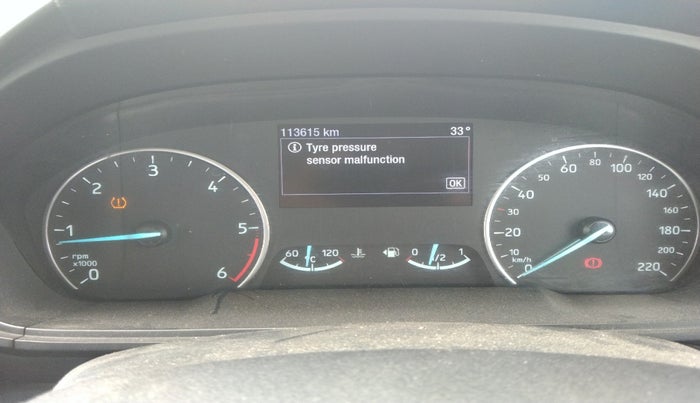 113615 km 33°
Tyre pressure
sensor malfunction
OK
0 1 2 3 4 5 6
rpm
x1000
60 °C 120
0 1/2 1
0 10 20 30 40 50 60 80 100 120 140 160 180 200 220
km/h